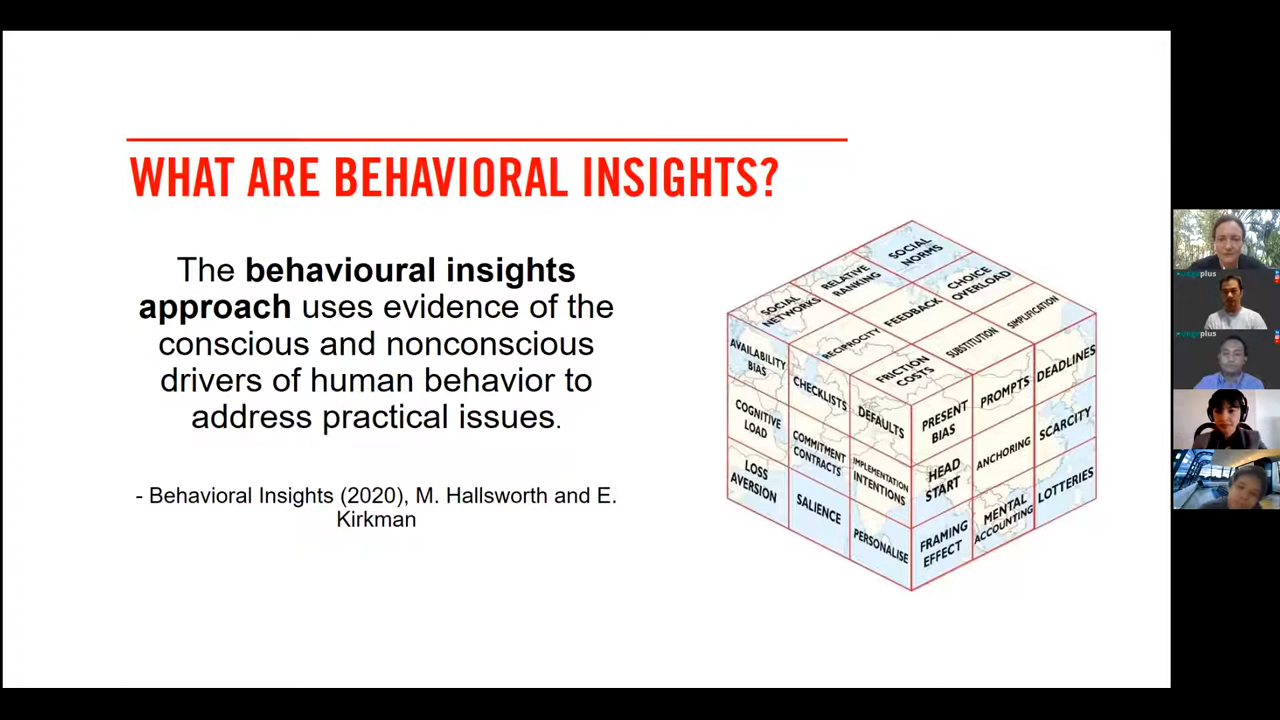 WHAT ARE BEHAVIORAL INSIGHTS?
The behavioural insights
approach uses evidence of the
conscious and nonconscious
drivers of human behavior to
address practical issues.
- Behavioral Insights (2020), M. Hallsworth and E.
Kirkman
SOCIAL
NORMS
RELATIVE
RANKING
CHOICE
OVERLOAD
SOCIAL
NETWORKS
FEEDBACK
SIMPLIFICATION
RECIPROCITY
SUBSTITUTION
FRICTION
COSTS
AVAILABILITY
BIAS
CHECKLISTS
DEFAULTS
COGNITIVE
LOAD
COMMITMENT
CONTRACTS
IMPLEMENTATION
INTENTIONS
LOSS
AVERSION
SALIENCE
PERSONALISE
PRESENT
BIAS
PROMPTS
DEADLINES
HEAD
START
ANCHORING
SCARCITY
FRAMING
EFFECT
MENTAL
ACCOUNTING
LOTTERIES